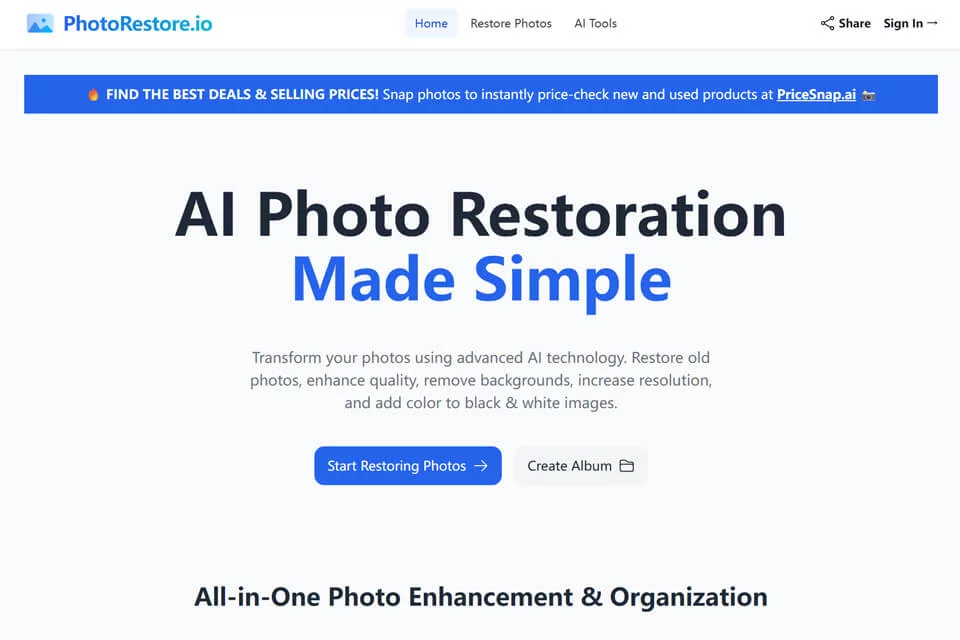 PhotoRestore.io
Home
Restore Photos
AI Tools
Share
Sign In →
🔥 FIND THE BEST DEALS & SELLING PRICES! Snap photos to instantly price-check new and used products at PriceSnap.ai 📷
AI Photo Restoration
Made Simple
Transform your photos using advanced AI technology. Restore old
photos, enhance quality, remove backgrounds, increase resolution,
and add color to black & white images.
Start Restoring Photos →
Create Album
All-in-One Photo Enhancement & Organization